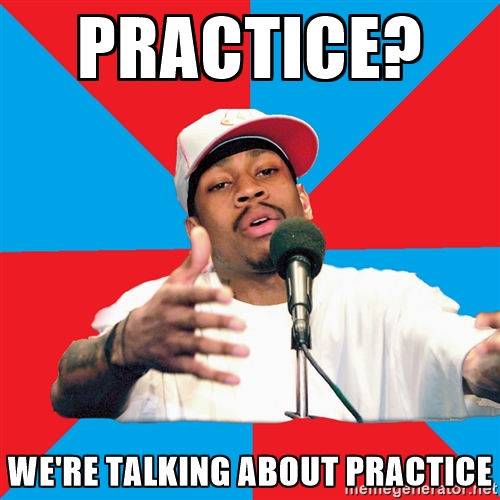 PRACTICE?
WE'RE TALKING ABOUT PRACTICE
memegenerator.net